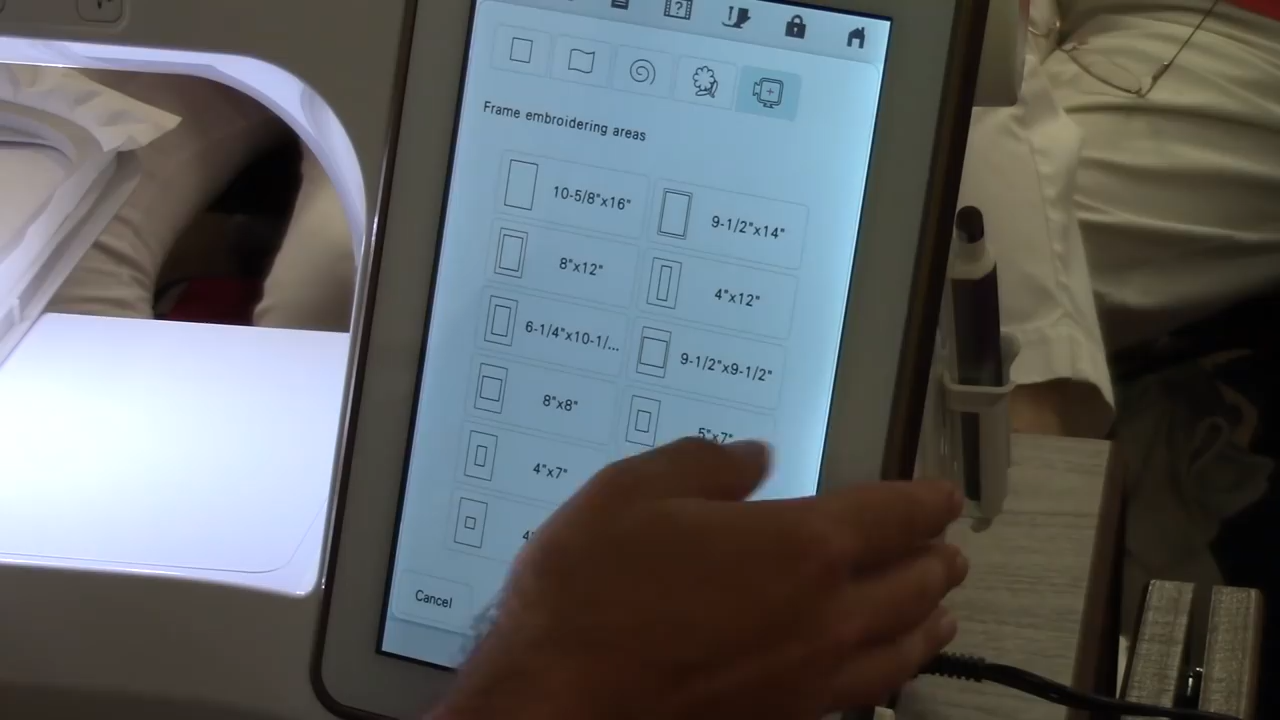 Frame embroidering areas
10-5/8"x16"
9-1/2"x14"
8"x12"
4"x12"
6-1/4"x10-1/...
9-1/2"x9-1/2"
8"x8"
5"x7"
4"x7"
Cancel